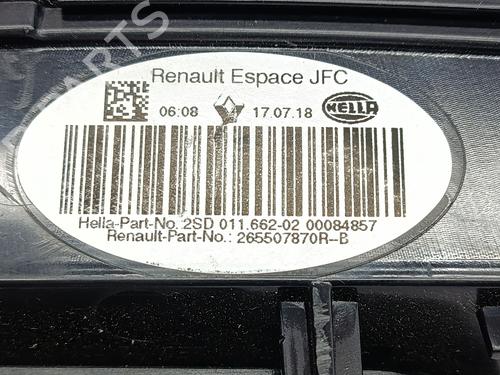 Renault Espace JFC
06:08 17.07.18 HELLA
Hella-Part-No. 2SD 011.662-02 00084857
Renault-Part-No.: 265507870R--B